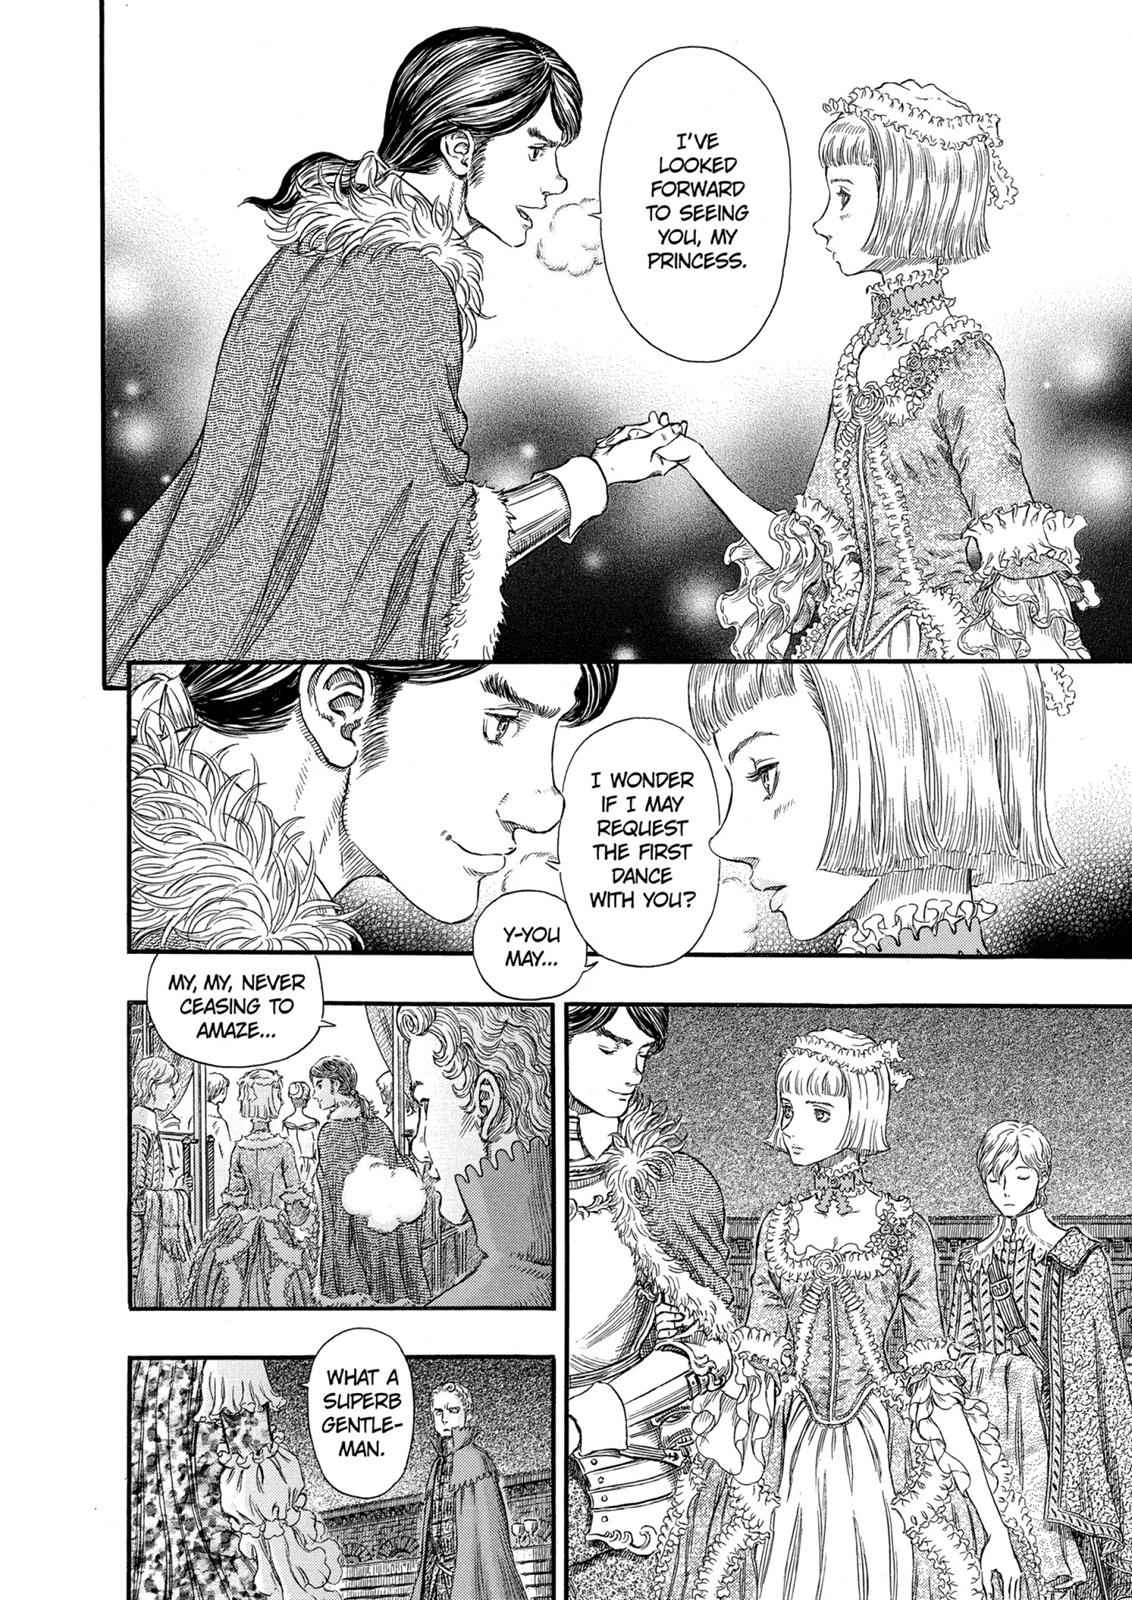 I'VE
LOOKED
FORWARD
TO SEEING
YOU, MY
PRINCESS.
I WONDER
IF I MAY
REQUEST
THE FIRST
DANCE
WITH YOU?
Y-YOU
MAY...
MY, MY, NEVER
CEASING TO
AMAZE...
WHAT A
SUPERB
GENTLE-
MAN.